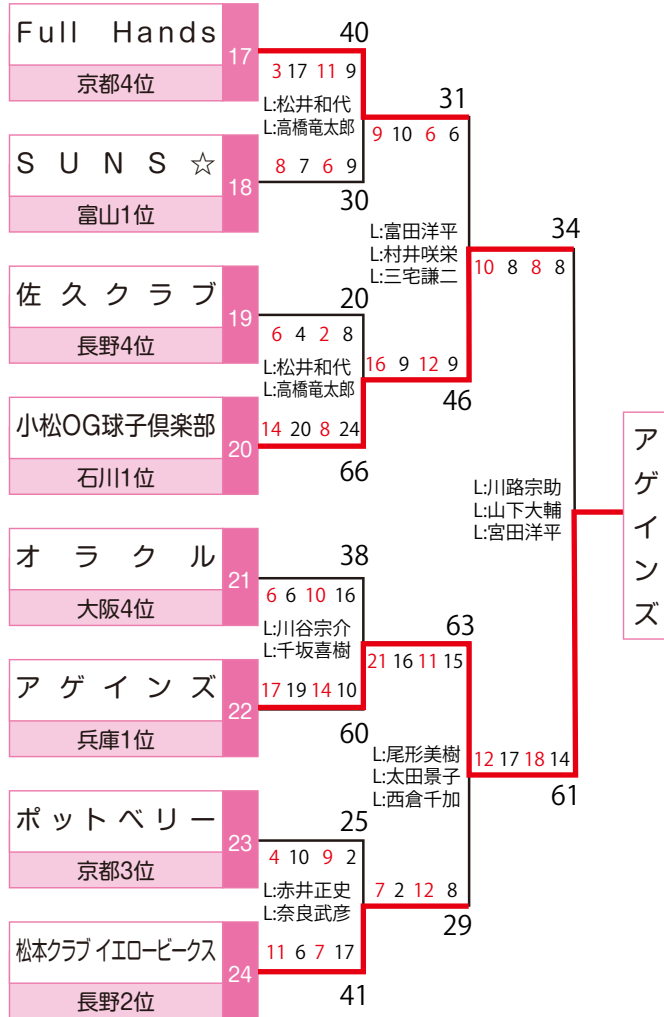 Full Hands
17
京都4位
40
3 17 11 9
L:松井和代
L:高橋竜太郎
8 7 6 9
30
SUNS☆
18
富山1位
31
9 10 6 6
L:富田洋平
L:村井咲栄
L:三宅謙二
16 9 12 9
46
佐久クラブ
19
長野4位
20
6 4 2 8
L:松井和代
L:高橋竜太郎
14 20 8 24
66
小松OG球子倶楽部
20
石川1位
34
10 8 8 8
L:川路宗助
L:山下大輔
L:宮田洋平
12 17 18 14
61
アゲインズ
オラクル
21
大阪4位
38
6 6 10 16
L:川谷宗介
L:千坂喜樹
17 19 14 10
60
アゲインズ
22
兵庫1位
63
21 16 11 15
L:尾形美樹
L:太田景子
L:西倉千加
7 2 12 8
29
ポットベリー
23
京都3位
25
4 10 9 2
L:赤井正史
L:奈良武彦
11 6 7 17
41
松本クラブ イエロービークス
24
長野2位